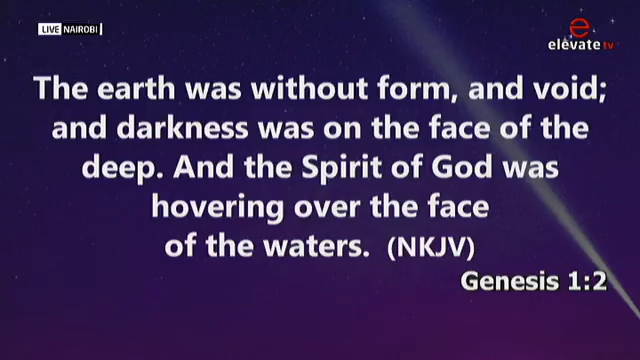 LIVE NAIROBI
elevate tv
The earth was without form, and void;
and darkness was on the face of the
deep. And the Spirit of God was
hovering over the face
of the waters. (NKJV)
Genesis 1:2